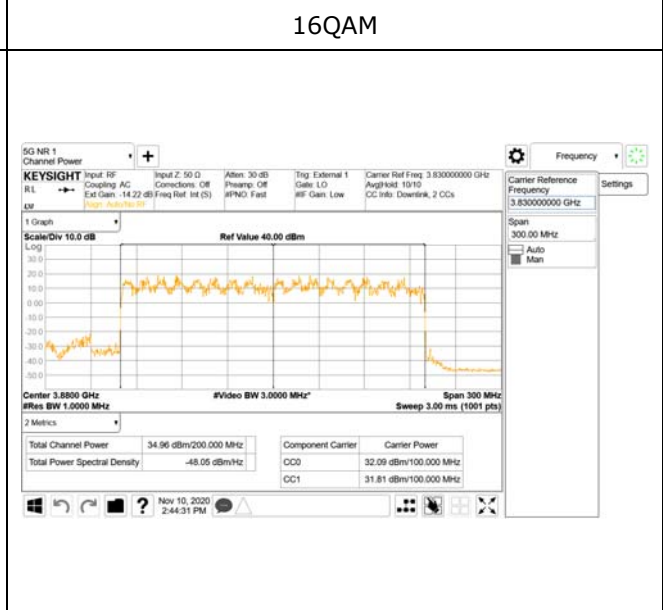 16QAM
5G NR 1
Channel Power
Frequency
KEYSIGHT
Input: RF
Input Z: 50 Ω
Atten: 30 dB
Trig: External 1
Carrier Ref Freq: 3.830000000 GHz
RL
Coupling: AC
Corrections: Off
Preamp: Off
Gate: LO
Avg|Hold: 10/10
Ext Gain: -14.22 dB
Freq Ref: Int (S)
#PNO: Fast
#IF Gain: Low
CC Info: Downlink, 2 CCs
Align: Auto/No RF
Carrier Reference Frequency
3.830000000 GHz
Settings
Span
300.00 MHz
Auto
Man
1 Graph
Scale/Div 10.0 dB
Ref Value 40.00 dBm
Log
30.0
20.0
10.0
0.00
-10.0
-20.0
-30.0
-40.0
-50.0
Center 3.8800 GHz
#Video BW 3.0000 MHz*
Span 300 MHz
#Res BW 1.0000 MHz
Sweep 3.00 ms (1001 pts)
2 Metrics
Total Channel Power
34.96 dBm/200.000 MHz
Component Carrier
Carrier Power
Total Power Spectral Density
-48.05 dBm/Hz
CC0
32.09 dBm/100.000 MHz
CC1
31.81 dBm/100.000 MHz
?
Nov 10, 2020
2:44:31 PM